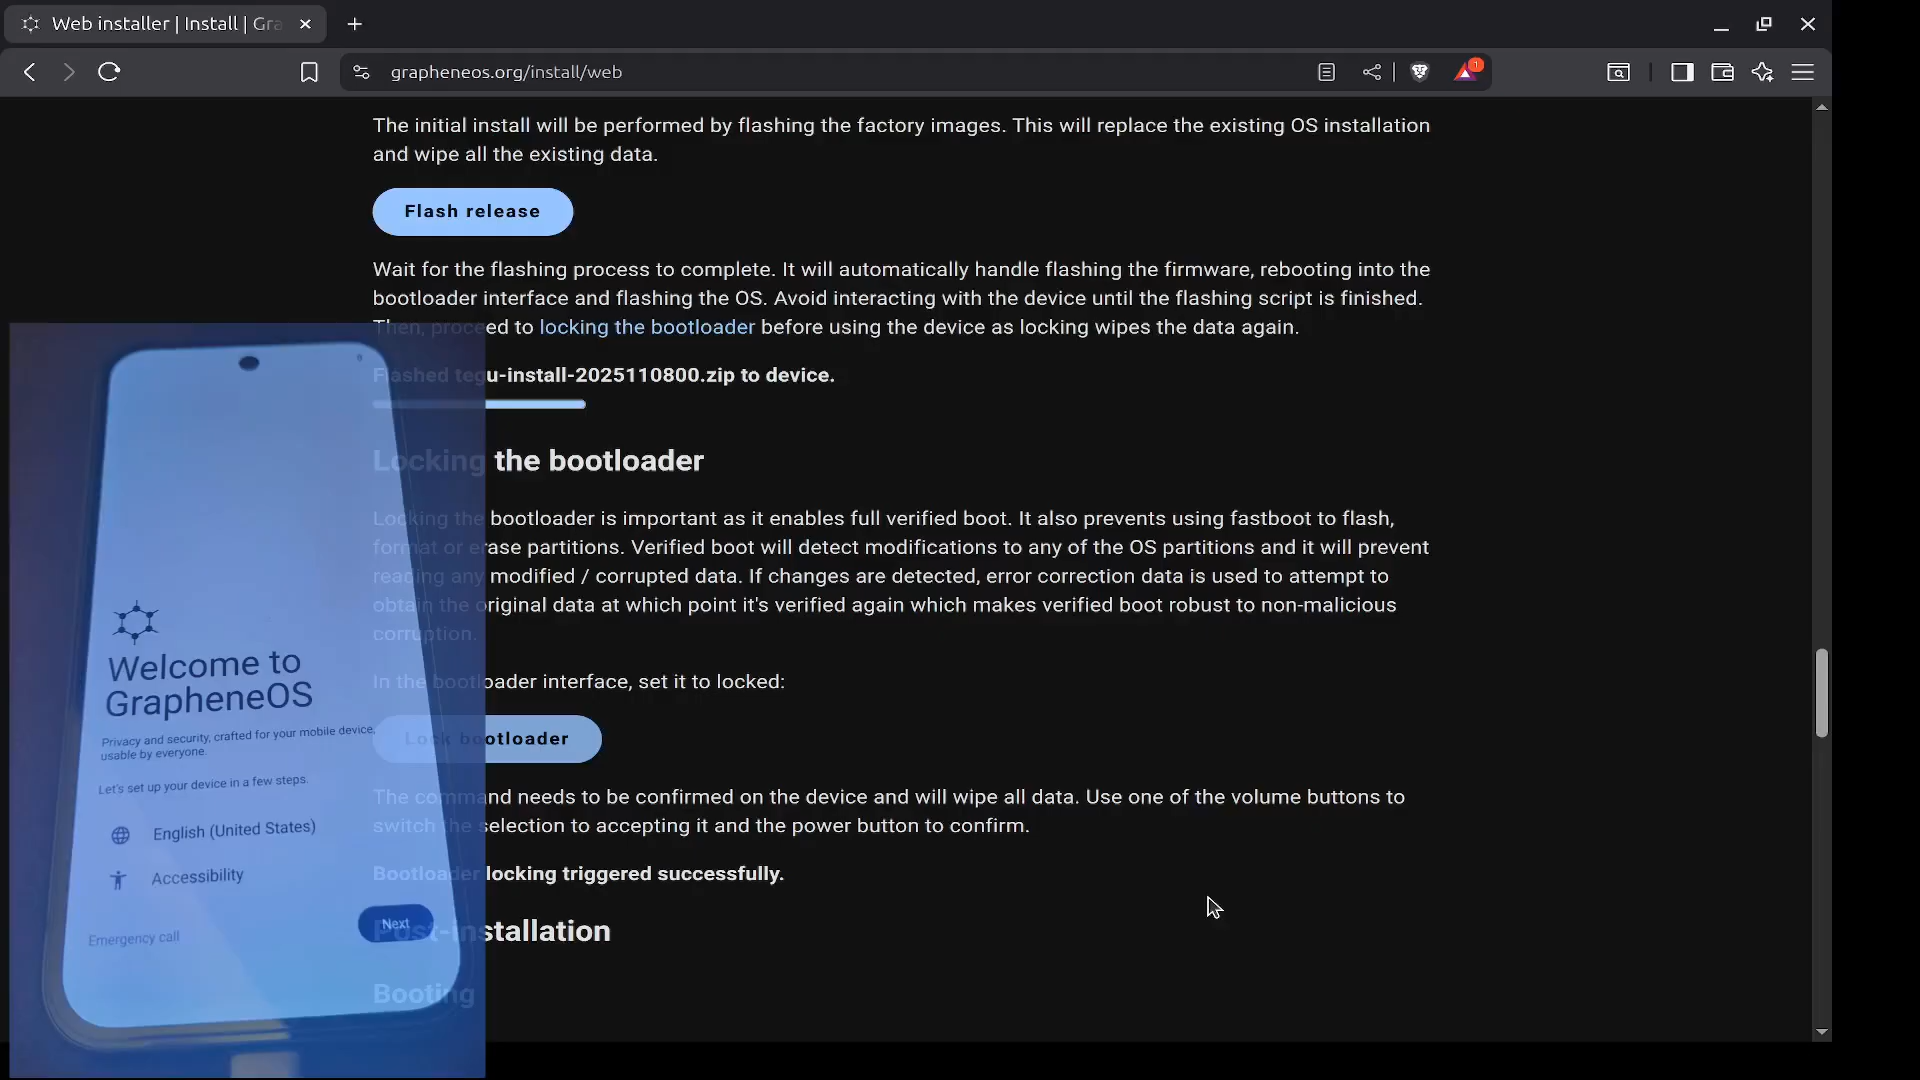 Web installer | Install | Gra
grapheneos.org/install/web
1
The initial install will be performed by flashing the factory images. This will replace the existing OS installation
and wipe all the existing data.
Flash release
Wait for the flashing process to complete. It will automatically handle flashing the firmware, rebooting into the
bootloader interface and flashing the OS. Avoid interacting with the device until the flashing script is finished.
Then, proceed to locking the bootloader before using the device as locking wipes the data again.
Flashed tegu-install-2025110800.zip to device.
Locking the bootloader
Locking the bootloader is important as it enables full verified boot. It also prevents using fastboot to flash,
format or erase partitions. Verified boot will detect modifications to any of the OS partitions and it will prevent
reading any modified / corrupted data. If changes are detected, error correction data is used to attempt to
obtain the original data at which point it's verified again which makes verified boot robust to non-malicious
corruption.
In the bootloader interface, set it to locked:
Lock bootloader
The command needs to be confirmed on the device and will wipe all data. Use one of the volume buttons to
switch the selection to accepting it and the power button to confirm.
Bootloader locking triggered successfully.
Post-installation
Booting
Welcome to
GrapheneOS
Privacy and security, crafted for your mobile device,
usable by everyone.
Let's set up your device in a few steps.
English (United States)
Accessibility
Emergency call
Next